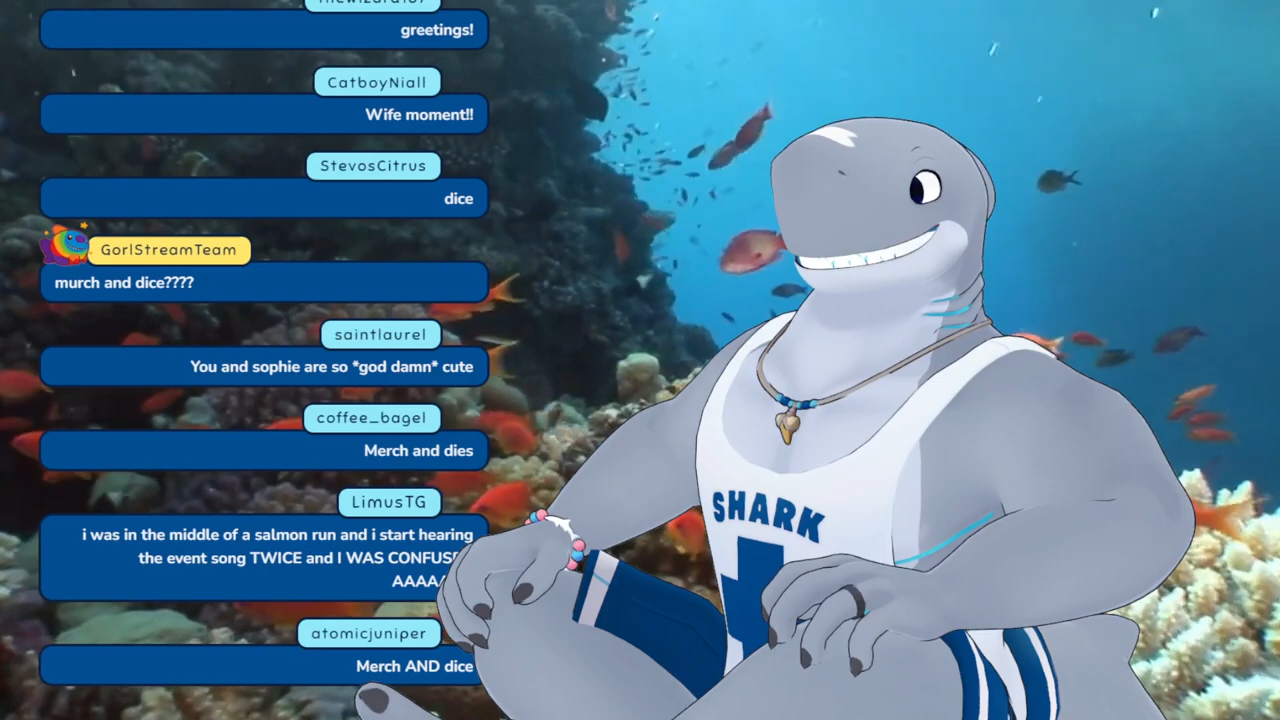 greetings!
CatboyNiall
Wife moment!!
StevosCitrus
dice
GorlStreamTeam
murch and dice????
saintlaurel
You and sophie are so *god damn* cute
coffee_bagel
Merch and dies
LimusTG
i was in the middle of a salmon run and i start hearing
the event song TWICE and I WAS
AtomicJuniper
Merch AND dice
SHARK
1